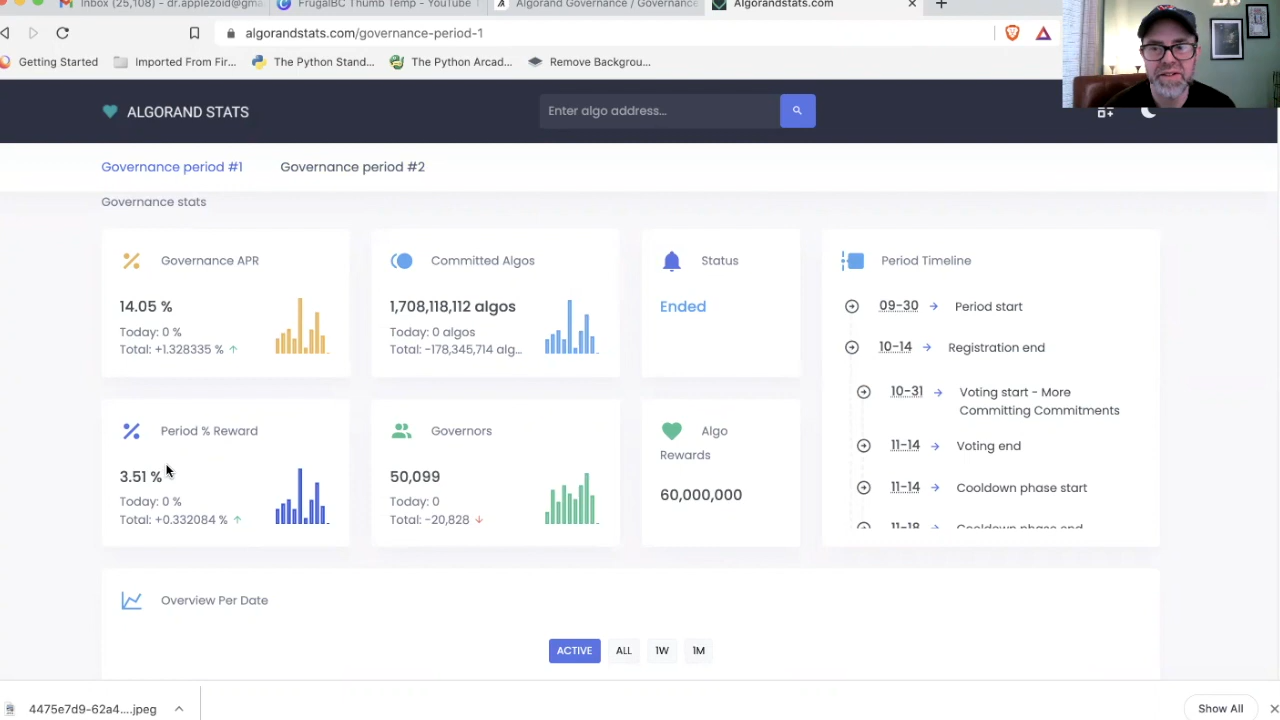 Inbox (25,108) - dr.applezoid@gma
FrugalBC Thumb Temp - YouTube
Algorand Governance / Governance
Algorandstats.com
algorandstats.com/governance-period-1
Getting Started
Imported From Fir...
The Python Stand...
The Python Arcad...
Remove Backgrou...
ALGORAND STATS
Enter algo address...
Governance period #1
Governance period #2
Governance stats
Governance APR
14.05 %
Today: 0 %
Total: +1.328335 %
Committed Algos
1,708,118,112 algos
Today: 0 algos
Total: -178,345,714 alg...
Status
Ended
Period Timeline
09-30 Period start
10-14 Registration end
10-31 Voting start - More
Committing Commitments
11-14 Voting end
11-14 Cooldown phase start
11-18 Cooldown phase end
Period % Reward
3.51 %
Today: 0 %
Total: +0.332084 %
Governors
50,099
Today: 0
Total: -20,828
Algo
Rewards
60,000,000
Overview Per Date
ACTIVE
ALL
1W
1M
4475e7d9-62a4....jpeg
Show All